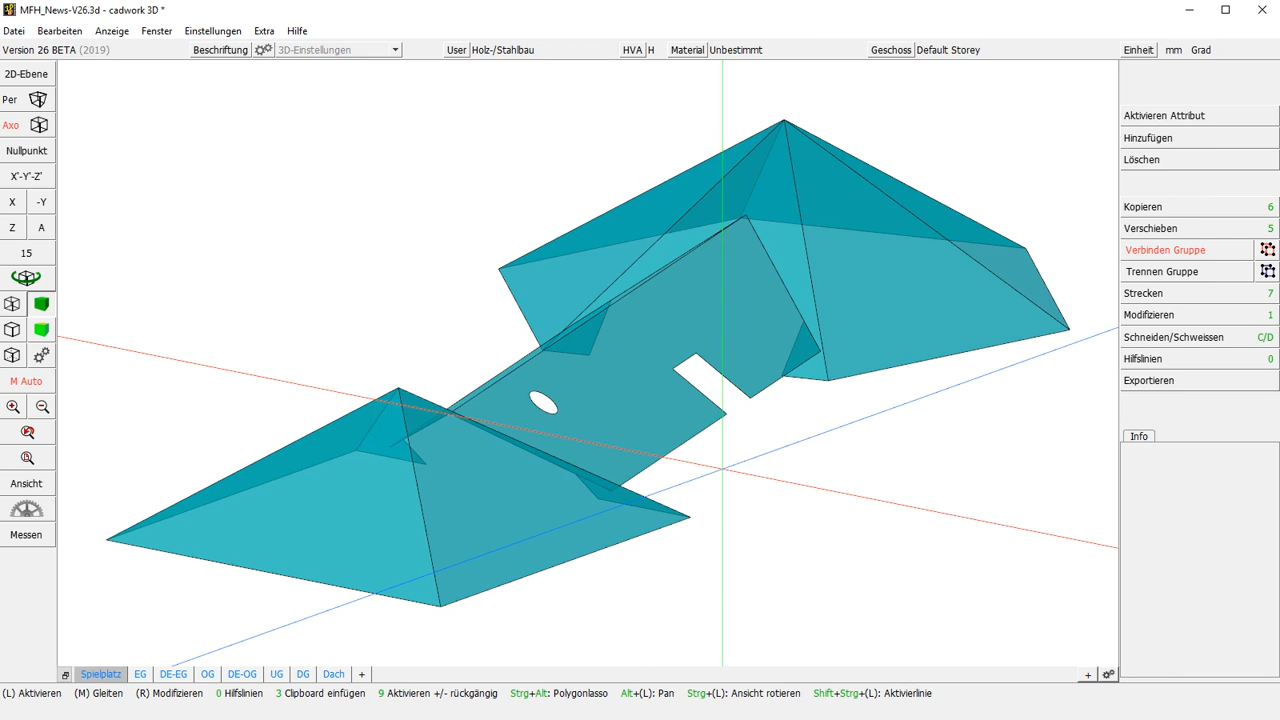 MFH_News-V26.3d - cadwork 3D *
Datei Bearbeiten Anzeige Fenster Einstellungen Extra Hilfe
Version 26 BETA (2019) Beschriftung 3D-Einstellungen User Holz-/Stahlbau HVA H Material Unbestimmt Geschoss Default Storey Einheit mm Grad
2D-Ebene
Per
Axo
Nullpunkt
X'-Y'-Z'
X -Y
Z A
15
M Auto
Ansicht
Messen
Aktivieren Attribut
Hinzufügen
Löschen
Kopieren 6
Verschieben 5
Verbinden Gruppe
Trennen Gruppe
Strecken 7
Modifizieren 1
Schneiden/Schweissen C/D
Hilfslinien 0
Exportieren
Info
Spielplatz EG DE-EG OG DE-OG UG DG Dach + +
(L) Aktivieren (M) Gleiten (R) Modifizieren 0 Hilfslinien 3 Clipboard einfügen 9 Aktivieren +/- rückgängig Strg+Alt: Polygonlasso Alt+(L): Pan Strg+(L): Ansicht rotieren Shift+Strg+(L): Aktivierlinie